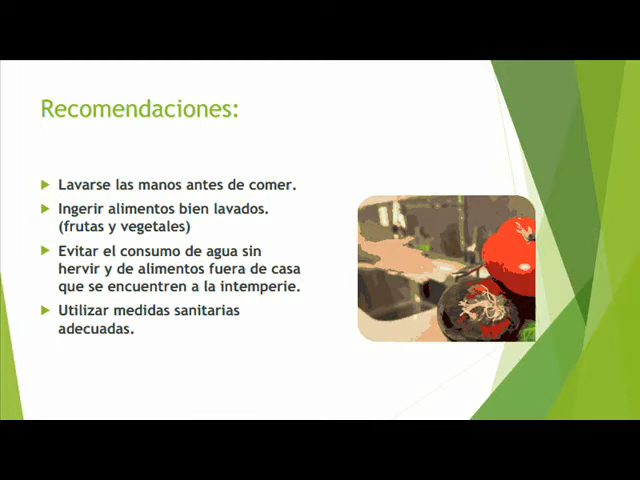 Recomendaciones:
Lavarse las manos antes de comer.
Ingerir alimentos bien lavados.
(frutas y vegetales)
Evitar el consumo de agua sin
hervir y de alimentos fuera de casa
que se encuentren a la intemperie.
Utilizar medidas sanitarias
adecuadas.